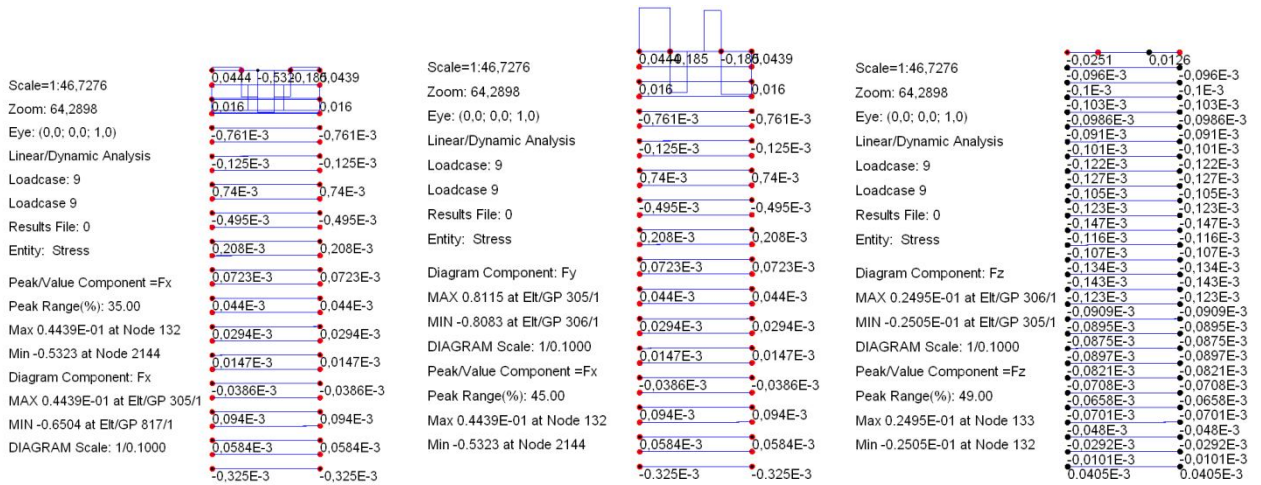 Scale=1:46,7276
Zoom: 64,2898
Eye: (0,0; 0,0; 1,0)
Linear/Dynamic Analysis
Loadcase: 9
Loadcase 9
Results File: 0
Entity: Stress
Peak/Value Component =Fx
Peak Range(%): 35.00
Max 0.4439E-01 at Node 132
Min -0.5323 at Node 2144
Diagram Component: Fx
MAX 0.4439E-01 at Elt/GP 305/1
MIN -0.6504 at Elt/GP 817/1
DIAGRAM Scale: 1/0.1000
0,0444 -0,532 -0,185 0,0439
0,016 0,016
-0,761E-3 -0,761E-3
-0,125E-3 -0,125E-3
0,74E-3 0,74E-3
-0,495E-3 -0,495E-3
0,208E-3 0,208E-3
0,0723E-3 0,0723E-3
0,044E-3 0,044E-3
0,0294E-3 0,0294E-3
0,0147E-3 0,0147E-3
-0,0386E-3 -0,0386E-3
0,094E-3 0,094E-3
0,0584E-3 0,0584E-3
-0,325E-3 -0,325E-3
Scale=1:46,7276
Zoom: 64,2898
Eye: (0,0; 0,0; 1,0)
Linear/Dynamic Analysis
Loadcase: 9
Loadcase 9
Results File: 0
Entity: Stress
Diagram Component: Fy
MAX 0.8115 at Elt/GP 305/1
MIN -0.8083 at Elt/GP 306/1
DIAGRAM Scale: 1/0.1000
Peak/Value Component =Fx
Peak Range(%): 45.00
Max 0.4439E-01 at Node 132
Min -0.5323 at Node 2144
0,0444 -0,185 -0,185 0,0439
0,016 0,016
-0,761E-3 -0,761E-3
-0,125E-3 -0,125E-3
0,74E-3 0,74E-3
-0,495E-3 -0,495E-3
0,208E-3 0,208E-3
0,0723E-3 0,0723E-3
0,044E-3 0,044E-3
0,0294E-3 0,0294E-3
0,0147E-3 0,0147E-3
-0,0386E-3 -0,0386E-3
0,094E-3 0,094E-3
0,0584E-3 0,0584E-3
-0,325E-3 -0,325E-3
Scale=1:46,7276
Zoom: 64,2898
Eye: (0,0; 0,0; 1,0)
Linear/Dynamic Analysis
Loadcase: 9
Loadcase 9
Results File: 0
Entity: Stress
Diagram Component: Fz
MAX 0.2495E-01 at Elt/GP 306/1
MIN -0.2505E-01 at Elt/GP 305/1
DIAGRAM Scale: 1/0.1000
Peak/Value Component =Fz
Peak Range(%): 49.00
Max 0.2495E-01 at Node 133
Min -0.2505E-01 at Node 132
-0,0251 0,0126
-0,096E-3 -0,096E-3
-0,1E-3 -0,1E-3
-0,103E-3 -0,103E-3
-0,0986E-3 -0,0986E-3
-0,091E-3 -0,091E-3
-0,101E-3 -0,101E-3
-0,122E-3 -0,122E-3
-0,127E-3 -0,127E-3
-0,105E-3 -0,105E-3
-0,123E-3 -0,123E-3
-0,147E-3 -0,147E-3
-0,116E-3 -0,116E-3
-0,107E-3 -0,107E-3
-0,134E-3 -0,134E-3
-0,143E-3 -0,143E-3
-0,123E-3 -0,123E-3
-0,0909E-3 -0,0909E-3
-0,0895E-3 -0,0895E-3
-0,0875E-3 -0,0875E-3
-0,0897E-3 -0,0897E-3
-0,0821E-3 -0,0821E-3
-0,0708E-3 -0,0708E-3
-0,0658E-3 -0,0658E-3
-0,0701E-3 -0,0701E-3
-0,048E-3 -0,048E-3
-0,0292E-3 -0,0292E-3
-0,0101E-3 -0,0101E-3
0,0405E-3 0,0405E-3